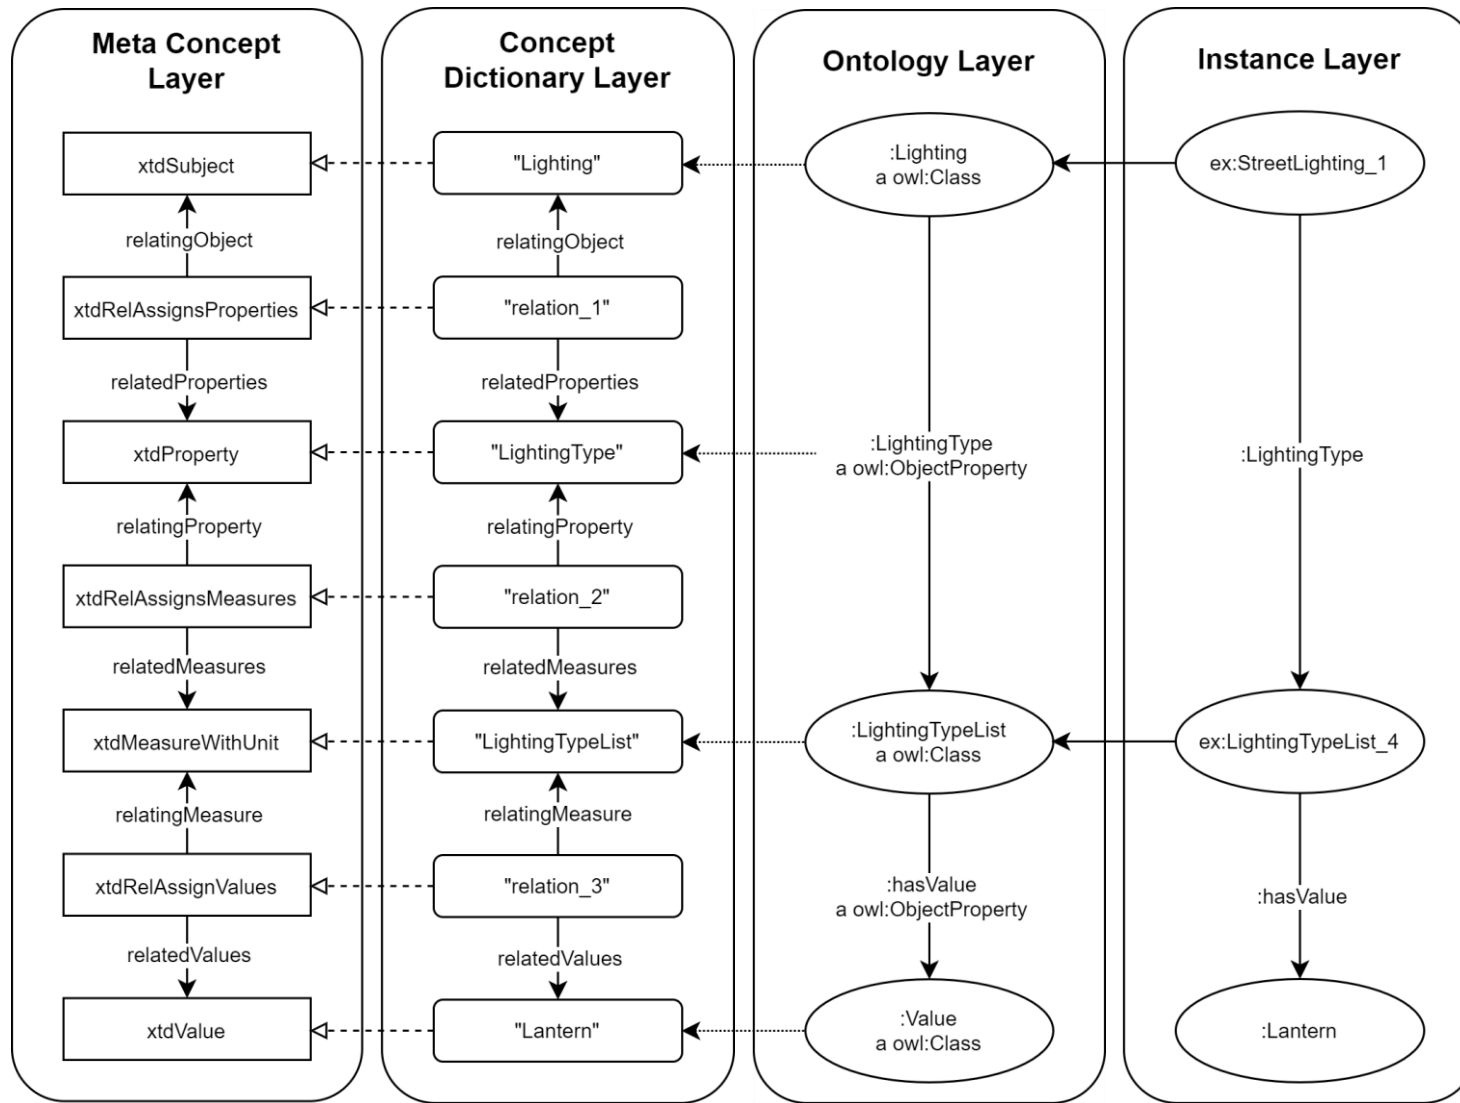 Meta Concept
Layer
xtdSubject
relatingObject
xtdRelAssignsProperties
relatedProperties
xtdProperty
relatingProperty
xtdRelAssignsMeasures
relatedMeasures
xtdMeasureWithUnit
relatingMeasure
xtdRelAssignValues
relatedValues
xtdValue
Concept
Dictionary Layer
"Lighting"
relatingObject
"relation_1"
relatedProperties
"LightingType"
relatingProperty
"relation_2"
relatedMeasures
"LightingTypeList"
relatingMeasure
"relation_3"
relatedValues
"Lantern"
Ontology Layer
:Lighting
a owl:Class
:LightingType
a owl:ObjectProperty
:LightingTypeList
a owl:Class
:hasValue
a owl:ObjectProperty
:Value
a owl:Class
Instance Layer
ex:StreetLighting_1
:LightingType
ex:LightingTypeList_4
:hasValue
:Lantern